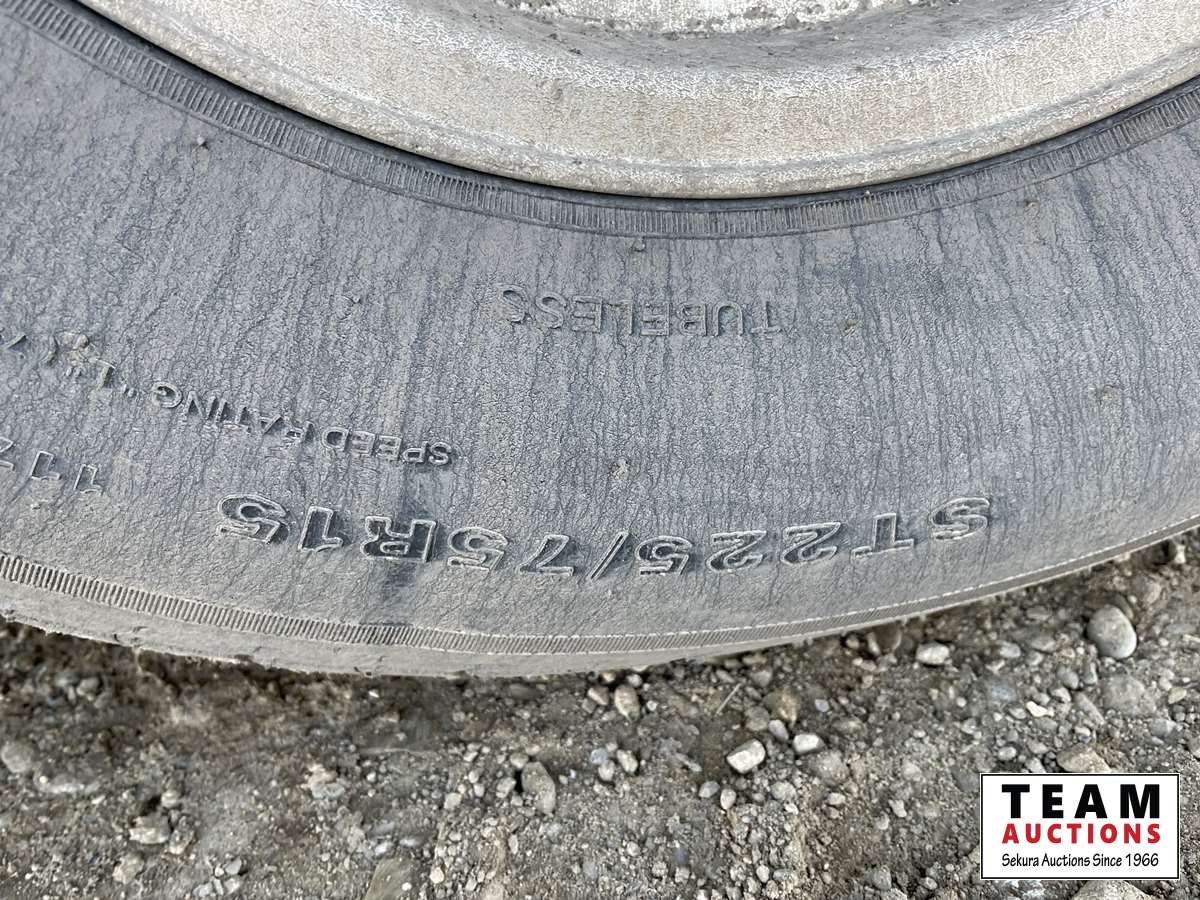 TUBELESS
SPEED RATING "L"
ST225/75R15
TEAM
AUCTIONS
Sekura Auctions Since 1966